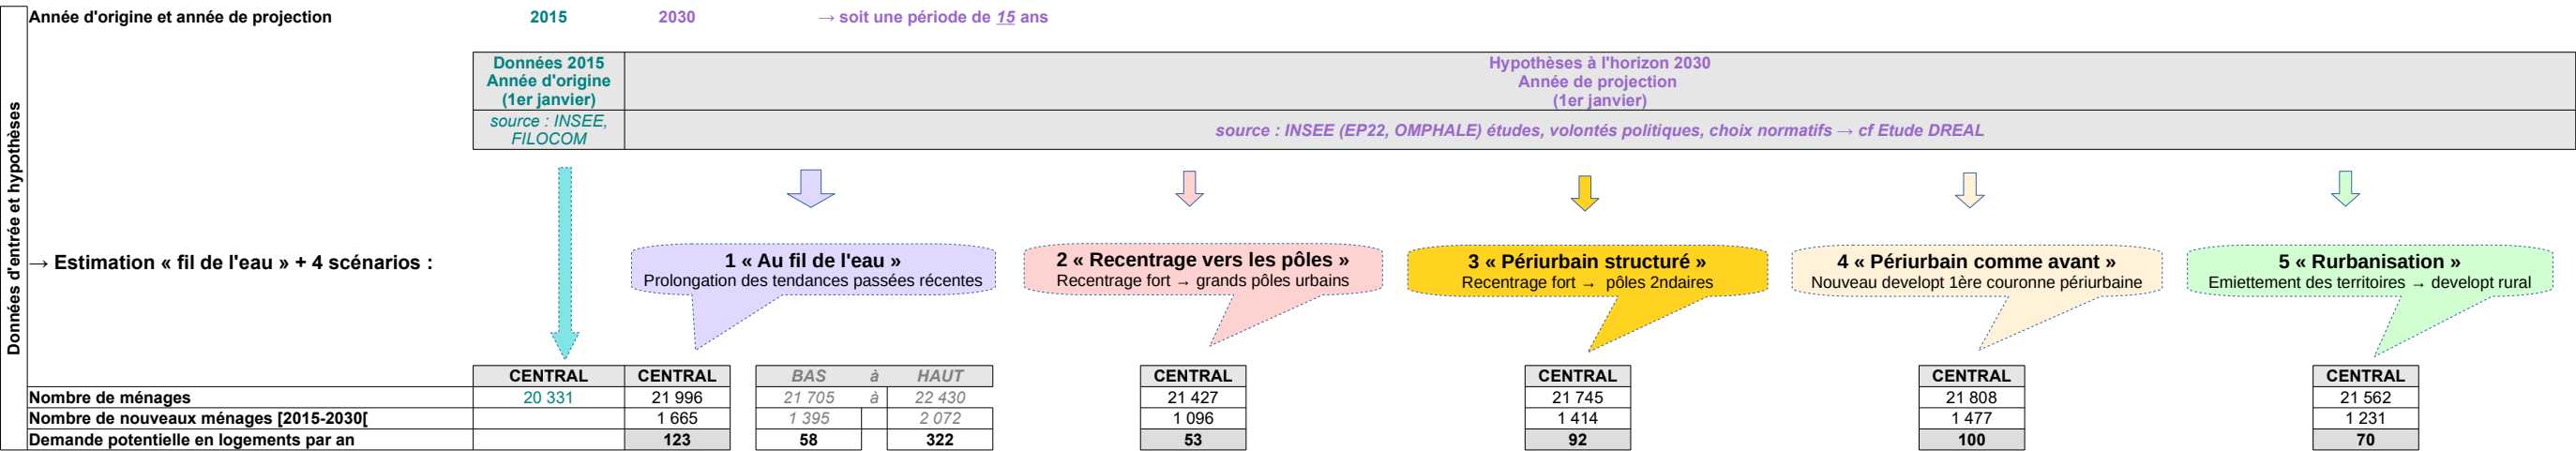 Année d'origine et année de projection 2015 2030 → soit une période de 15 ans
Données 2015
Année d'origine
(1er janvier)
Hypothèses à l'horizon 2030
Année de projection
(1er janvier)
source : INSEE,
FILOCOM
source : INSEE (EP22, OMPHALE) études, volontés politiques, choix normatifs → cf Etude DREAL
Données d'entrée et hypothèses
→ Estimation « fil de l'eau » + 4 scénarios :
1 « Au fil de l'eau »
Prolongation des tendances passées récentes
2 « Recentrage vers les pôles »
Recentrage fort → grands pôles urbains
3 « Périurbain structuré »
Recentrage fort → pôles 2ndaires
4 « Périurbain comme avant »
Nouveau developt 1ère couronne périurbaine
5 « Rurbanisation »
Emiettement des territoires → developt rural
CENTRAL CENTRAL BAS à HAUT CENTRAL CENTRAL CENTRAL CENTRAL
Nombre de ménages 20 331 21 996 21 705 à 22 430 21 427 21 745 21 808 21 562
Nombre de nouveaux ménages [2015-2030[ 1 665 1 395 2 072 1 096 1 414 1 477 1 231
Demande potentielle en logements par an 123 58 322 53 92 100 70